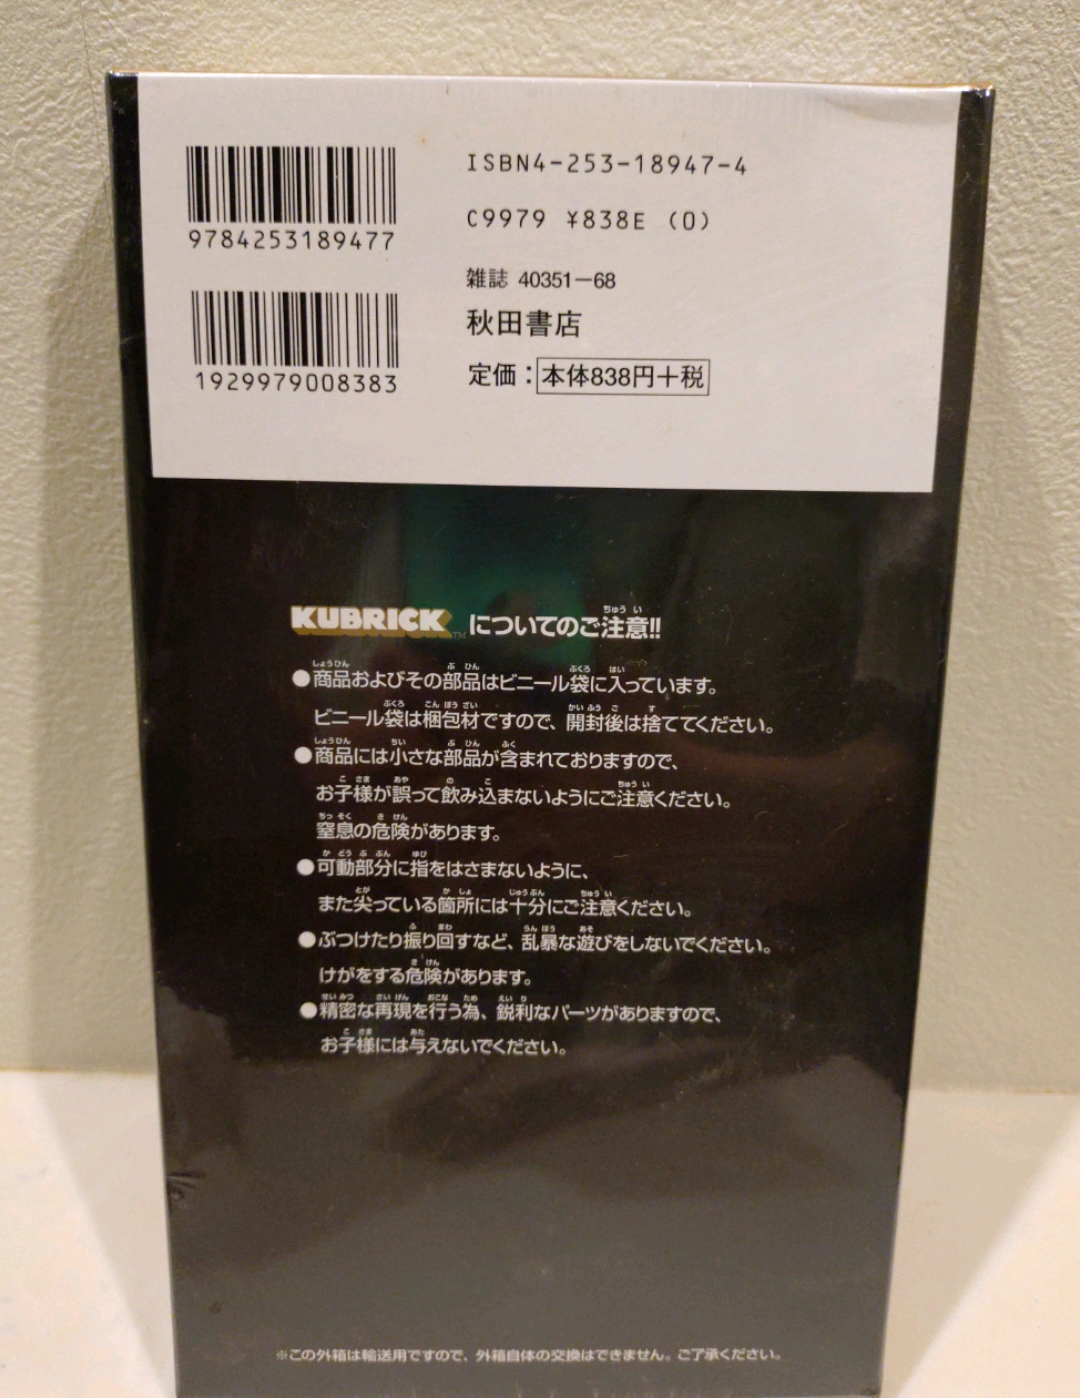 ISBN4-253-18947-4
9784253189477
C9979 ¥838E (0)
雑誌 40351-68
秋田書店
1929979008383
定価：本体838円+税
KUBRICK™についてのご注意!!
●商品およびその部品はビニール袋に入っています。
ビニール袋は梱包材ですので、開封後は捨ててください。
●商品には小さな部品が含まれておりますので、
お子様が誤って飲み込まないようにご注意ください。
窒息の危険があります。
●可動部分に指をはさまないように、
また尖っている箇所には十分にご注意ください。
●ぶつけたり振り回すなど、乱暴な遊びをしないでください。
けがをする危険があります。
●精密な再現を行う為、鋭利なパーツがありますので、
お子様には与えないでください。
※この外箱は輸送用ですので、外箱自体の交換はできません。ご了承ください。